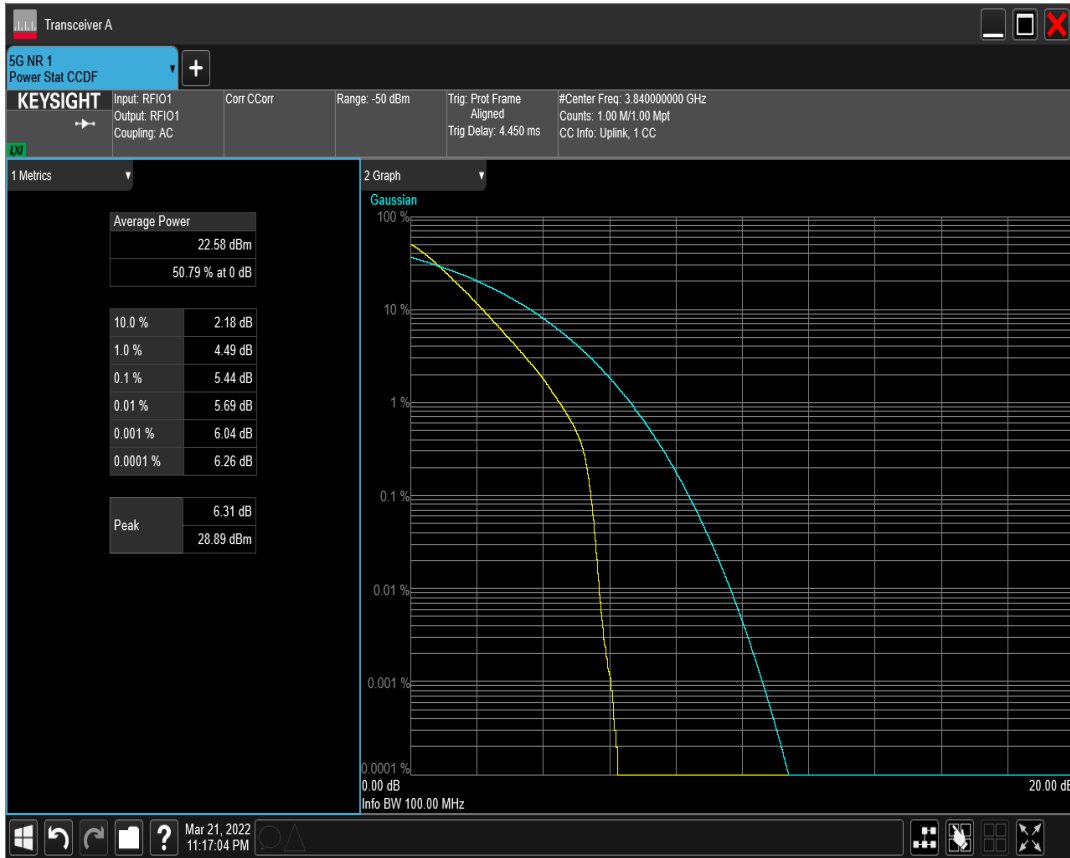 Transceiver A
5G NR 1
Power Stat CCDF
KEYSIGHT
LXI
Input: RFIO1
Output: RFIO1
Coupling: AC
Corr CCorr
Range: -50 dBm
Trig: Prot Frame
Aligned
Trig Delay: 4.450 ms
#Center Freq: 3.840000000 GHz
Counts: 1.00 M/1.00 Mpt
CC Info: Uplink, 1 CC
1 Metrics
Average Power
22.58 dBm
50.79 % at 0 dB
10.0 % 2.18 dB
1.0 % 4.49 dB
0.1 % 5.44 dB
0.01 % 5.69 dB
0.001 % 6.04 dB
0.0001 % 6.26 dB
Peak
6.31 dB
28.89 dBm
2 Graph
Gaussian
100 %
10 %
1 %
0.1 %
0.01 %
0.001 %
0.0001 %
0.00 dB 20.00 dB
Info BW 100.00 MHz
? Mar 21, 2022
11:17:04 PM